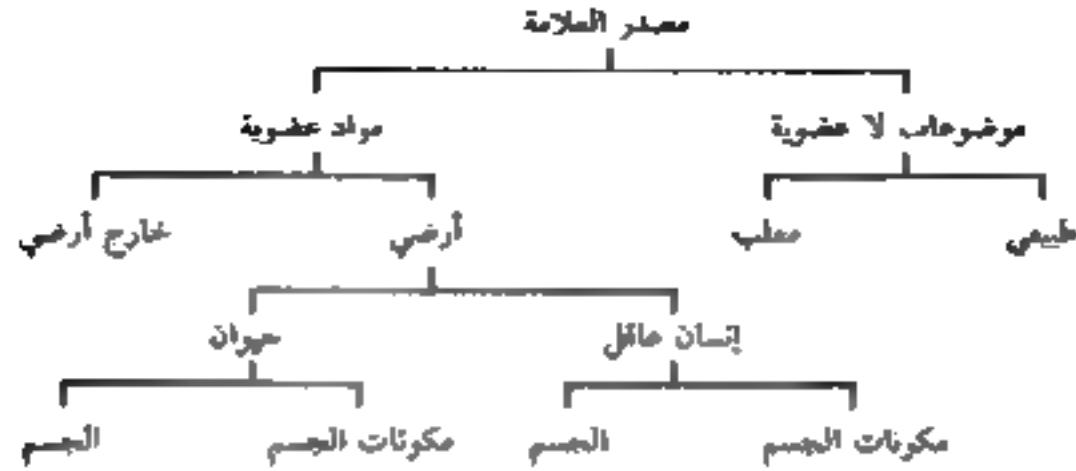 مصدر العلامة
موضوعات لا عضوية مواد عضوية
طبيعي معلب أرضي خارج أرضي
إنسان عاقل حيوان
مكونات الجسم الجسم مكونات الجسم الجسم